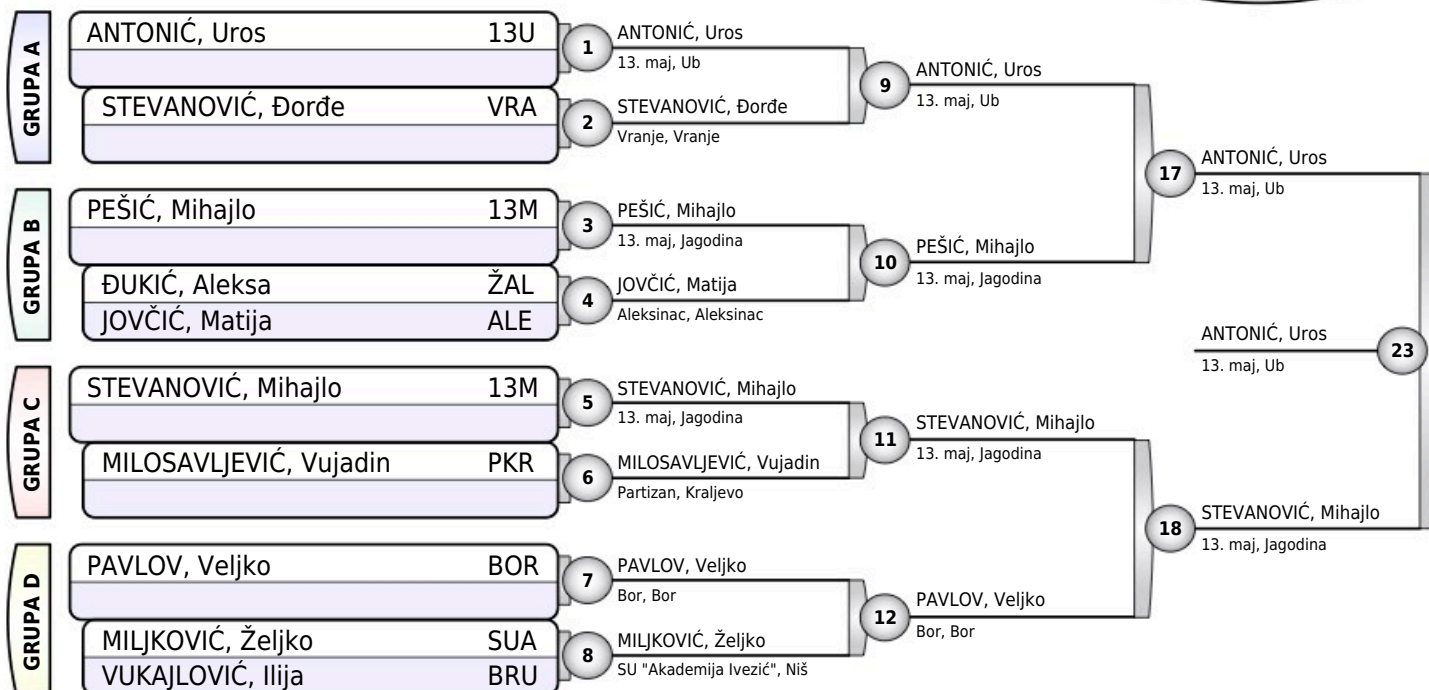 GRUPA A
ANTONIĆ, Uros 13U
STEVANOVIĆ, Đorđe VRA
GRUPA B
PEŠIĆ, Mihajlo 13M
ĐUKIĆ, Aleksa ŽAL
JOVČIĆ, Matija ALE
GRUPA C
STEVANOVIĆ, Mihajlo 13M
MILOSAVLJEVIĆ, Vujadin PKR
GRUPA D
PAVLOV, Veljko BOR
MILJKOVIĆ, Željko SUA
VUKAJLOVIĆ, Ilija BRU
1
ANTONIĆ, Uros
13. maj, Ub
2
STEVANOVIĆ, Đorđe
Vranje, Vranje
3
PEŠIĆ, Mihajlo
13. maj, Jagodina
4
JOVČIĆ, Matija
Aleksinac, Aleksinac
5
STEVANOVIĆ, Mihajlo
13. maj, Jagodina
6
MILOSAVLJEVIĆ, Vujadin
Partizan, Kraljevo
7
PAVLOV, Veljko
Bor, Bor
8
MILJKOVIĆ, Željko
SU "Akademija Ivezić", Niš
9
ANTONIĆ, Uros
13. maj, Ub
10
PEŠIĆ, Mihajlo
13. maj, Jagodina
11
STEVANOVIĆ, Mihajlo
13. maj, Jagodina
12
PAVLOV, Veljko
Bor, Bor
17
ANTONIĆ, Uros
13. maj, Ub
18
STEVANOVIĆ, Mihajlo
13. maj, Jagodina
ANTONIĆ, Uros
13. maj, Ub
23